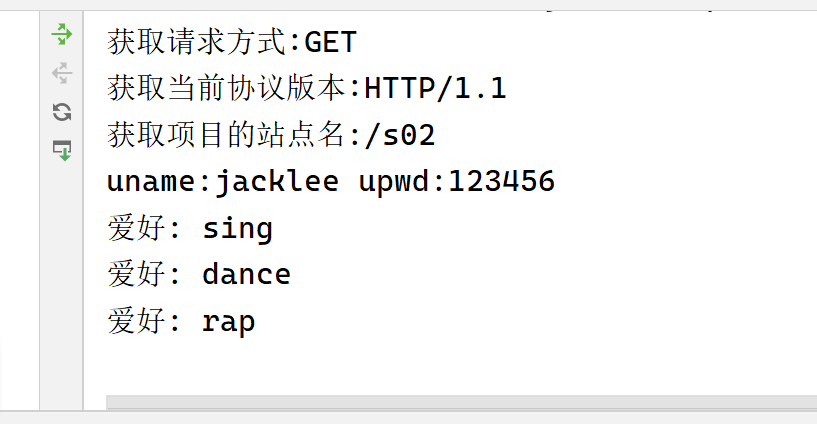 获取请求方式:GET
获取当前协议版本:HTTP/1.1
获取项目的站点名:/s02
uname:jacklee upwd:123456
爱好: sing
爱好: dance
爱好: rap